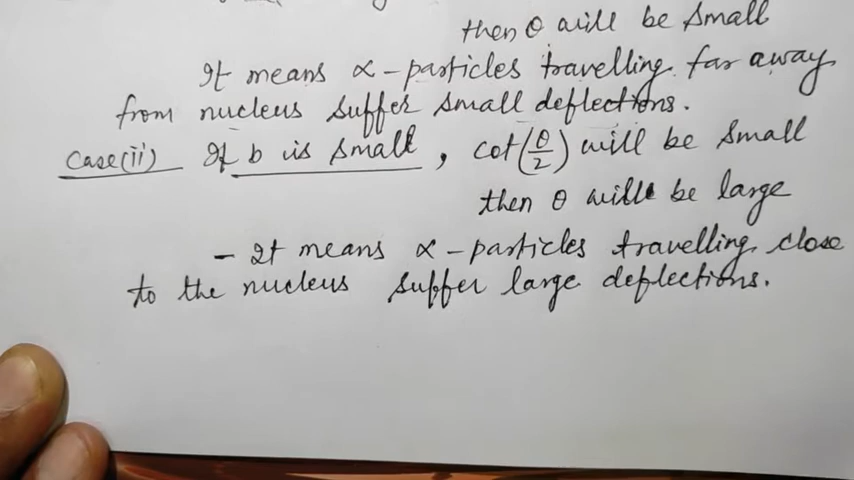 then θ will be small
It means α-particles travelling far away
from nucleus suffer small deflections.
Case(ii) If b is small, cot(θ/2) will be small
then θ will be large
- It means α-particles travelling close
to the nucleus suffer large deflections.